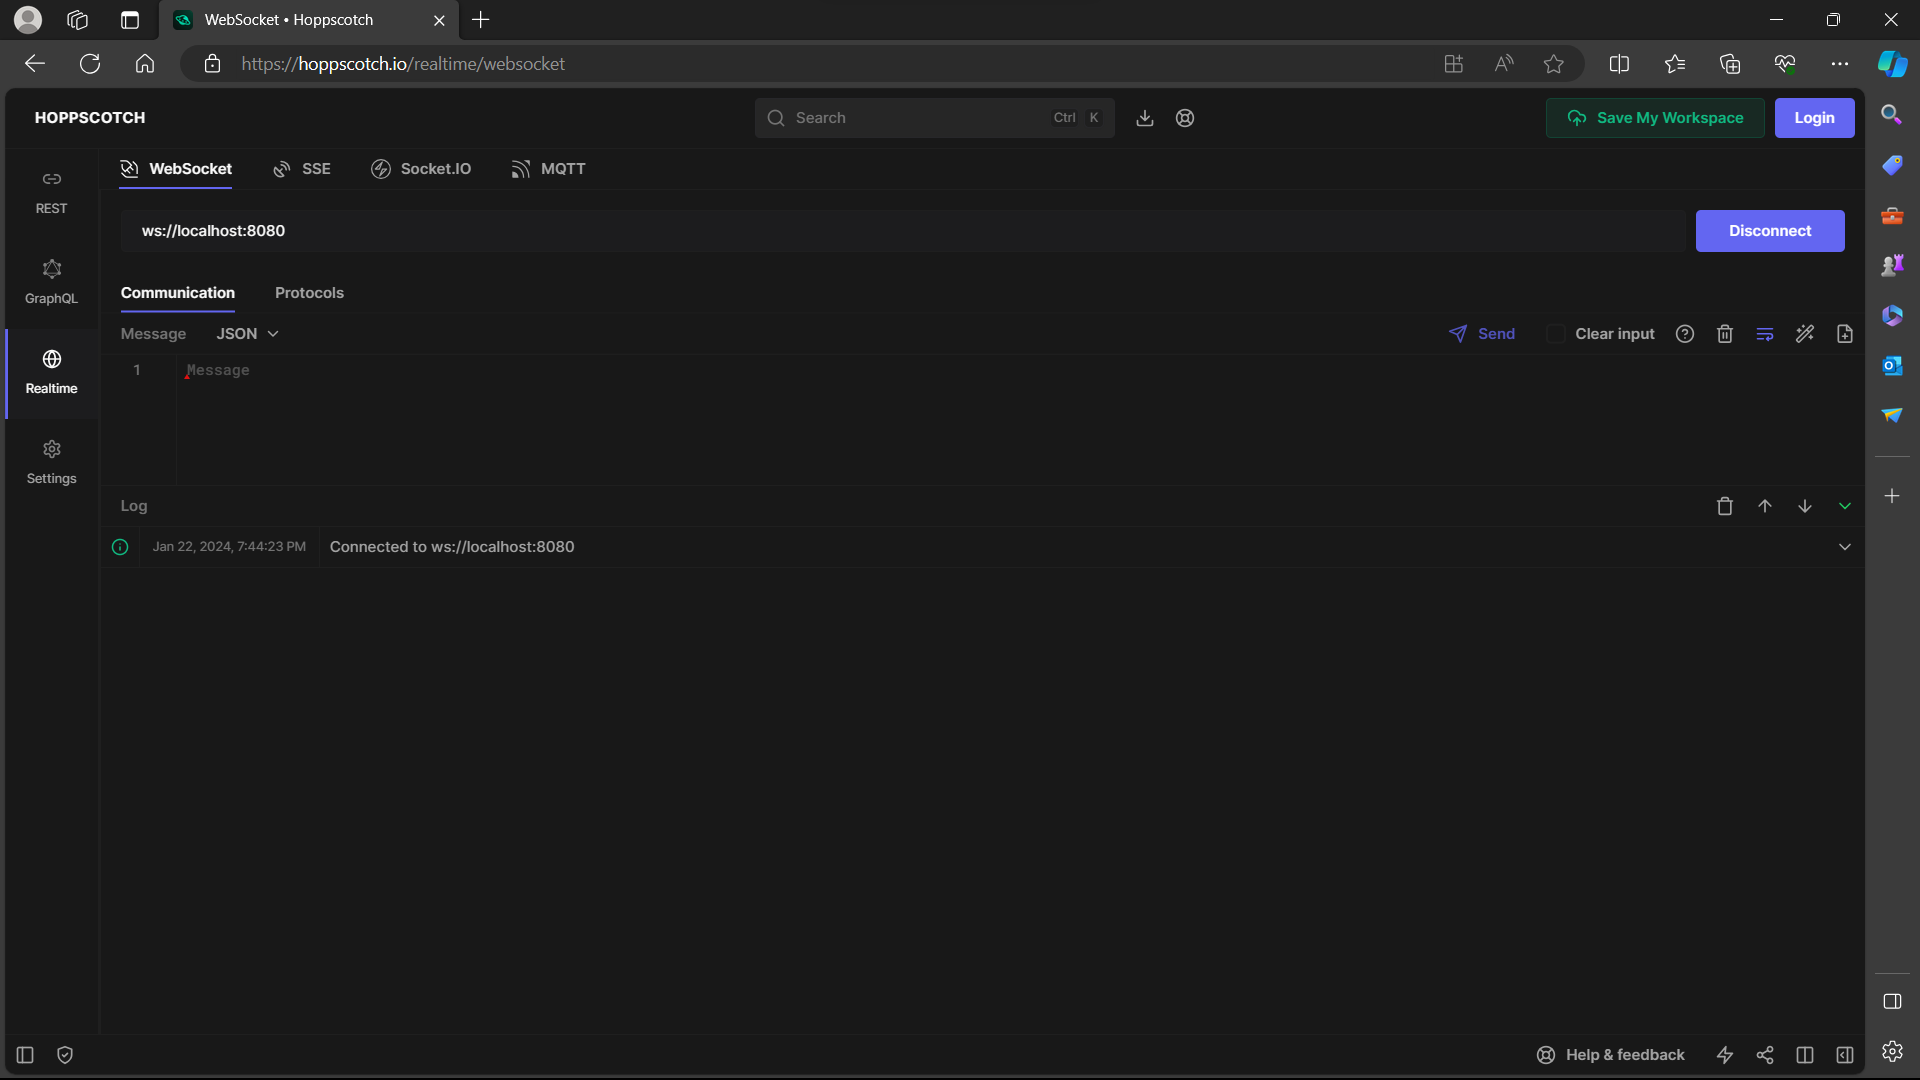 WebSocket • Hoppscotch
https://hoppscotch.io/realtime/websocket
HOPPSCOTCH
Search
Ctrl K
Save My Workspace
Login
WebSocket
SSE
Socket.IO
MQTT
REST
GraphQL
Realtime
Settings
ws://localhost:8080
Disconnect
Communication
Protocols
Message
JSON
Send
Clear input
1
Message
Log
Jan 22, 2024, 7:44:23 PM
Connected to ws://localhost:8080
Help & feedback